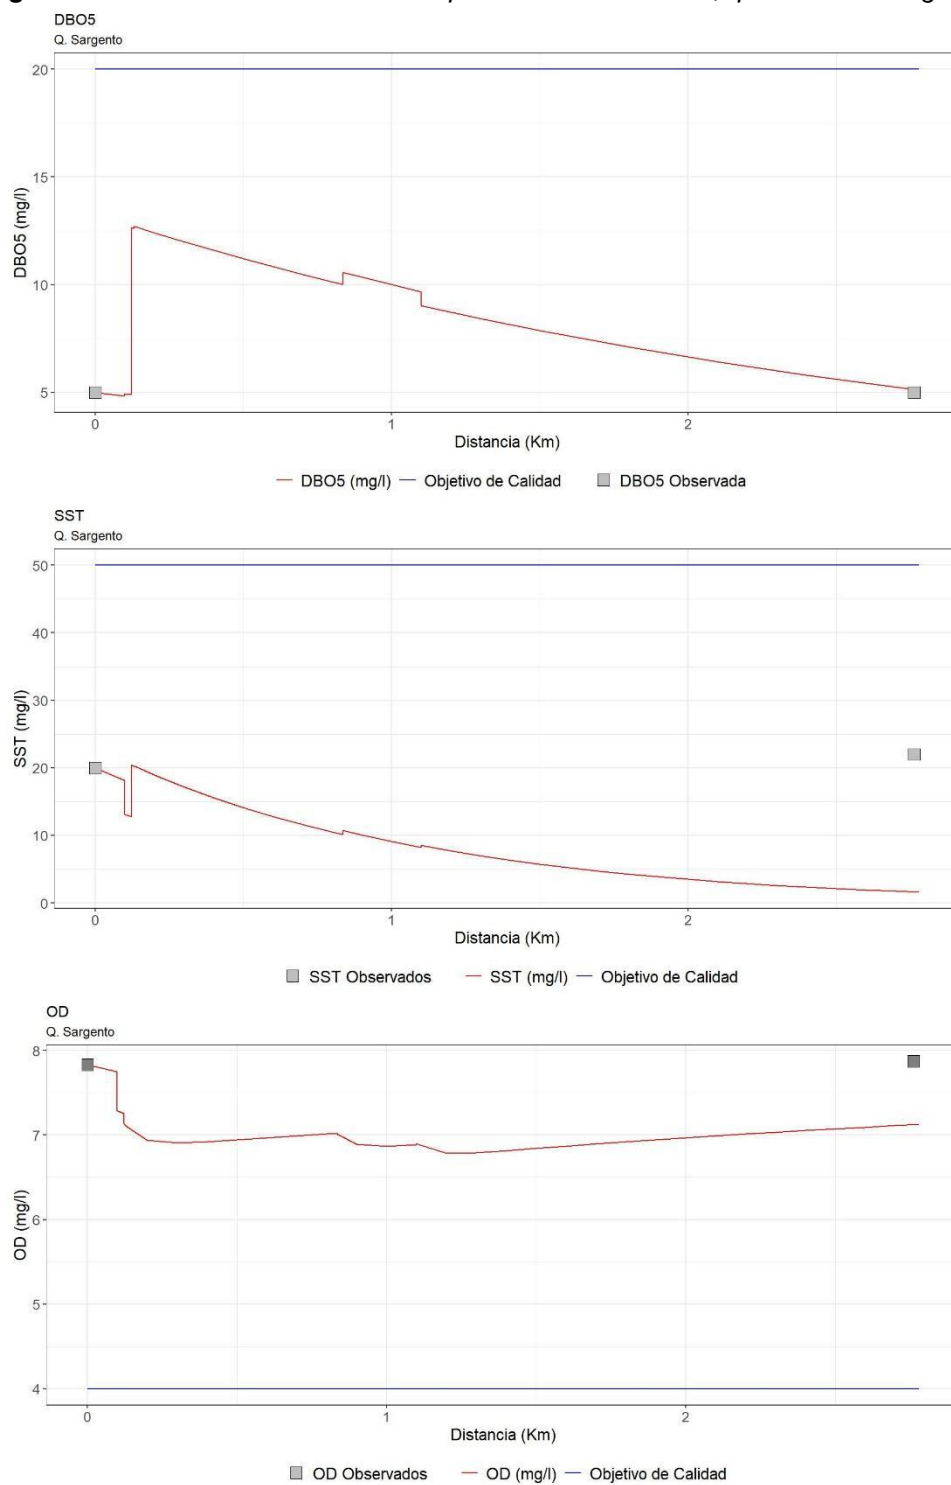 DBO5
Q. Sargento
20
15
10
5
DBO5 (mg/l)
0 1 2
Distancia (Km)
DBO5 (mg/l) Objetivo de Calidad DBO5 Observada
SST
Q. Sargento
50
40
30
20
10
0
SST (mg/l)
0 1 2
Distancia (Km)
SST Observados SST (mg/l) Objetivo de Calidad
OD
Q. Sargento
8
7
6
5
4
OD (mg/l)
0 1 2
Distancia (Km)
OD Observados OD (mg/l) Objetivo de Calidad